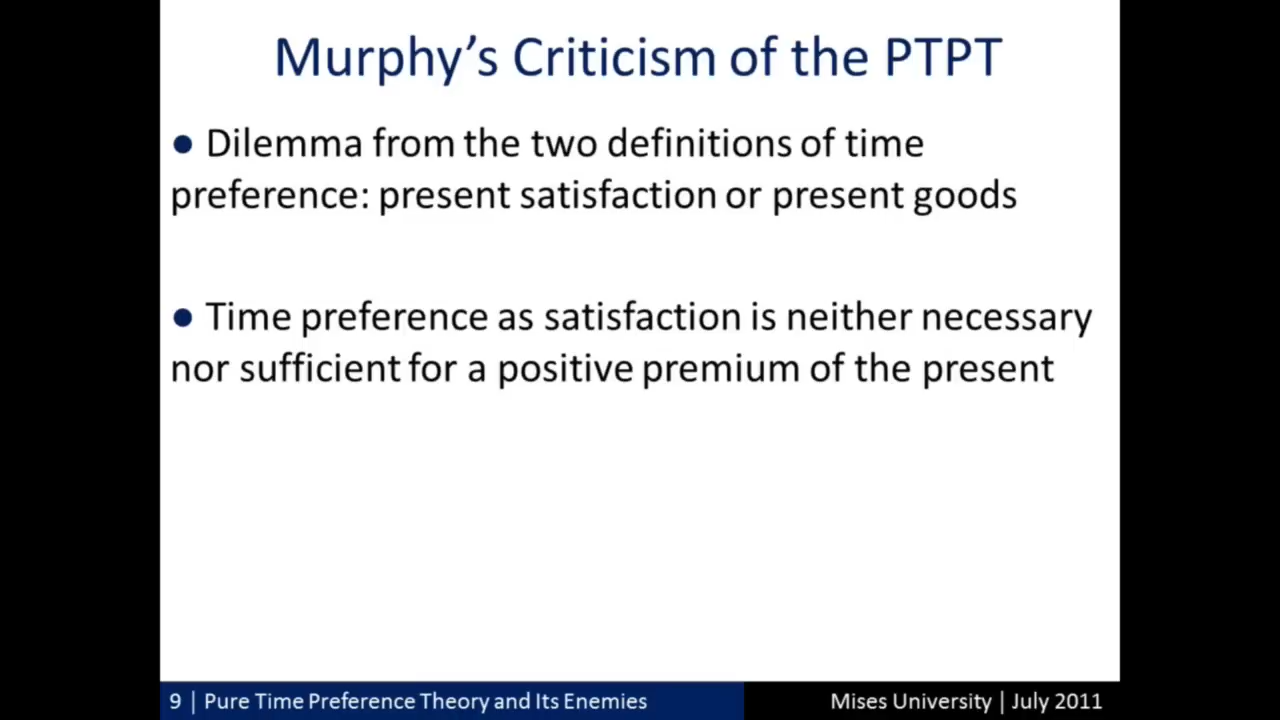 Murphy’s Criticism of the PTPT
● Dilemma from the two definitions of time
preference: present satisfaction or present goods
● Time preference as satisfaction is neither necessary
nor sufficient for a positive premium of the present
9 | Pure Time Preference Theory and Its Enemies
Mises University | July 2011